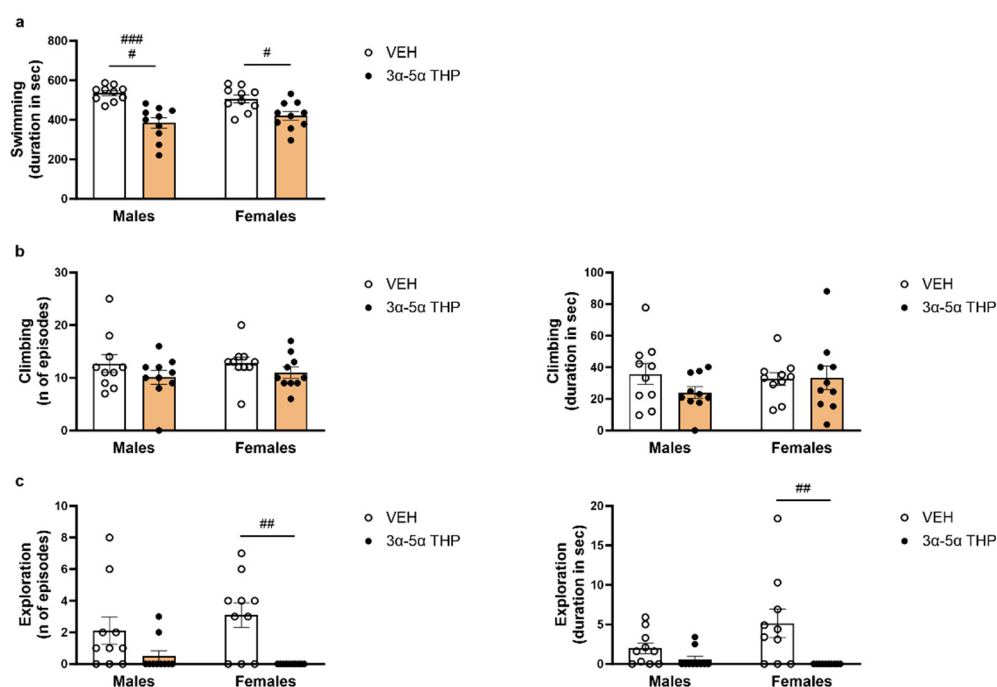 a
###
#
#
800
600
400
200
0
Swimming
(duration in sec)
Males
Females
VEH
3α-5α THP
b
30
20
10
0
Climbing
(n of episodes)
Males
Females
VEH
3α-5α THP
100
80
60
40
20
0
Climbing
(duration in sec)
Males
Females
VEH
3α-5α THP
c
##
10
8
6
4
2
0
Exploration
(n of episodes)
Males
Females
VEH
3α-5α THP
##
20
15
10
5
0
Exploration
(duration in sec)
Males
Females
VEH
3α-5α THP